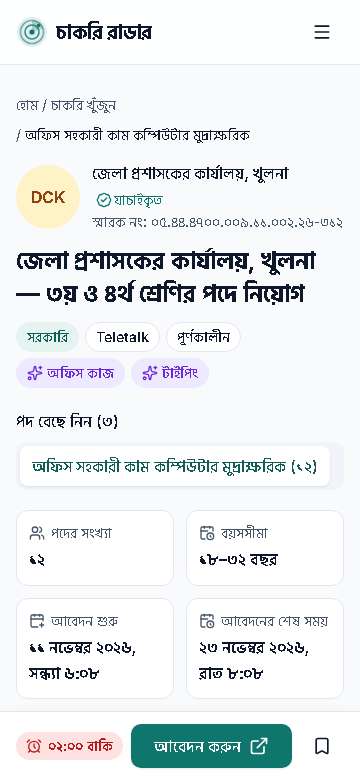 চাকরি রাডার
হোম / চাকরি খুঁজুন
/ অফিস সহকারী কাম কম্পিউটার মুদ্রাক্ষরিক
DCK
জেলা প্রশাসকের কার্যালয়, খুলনা
যাচাইকৃত
স্মারক নং: ০৫.৪৪.৪৭০০.০০৯.১১.০০২.২৬-৩১২
জেলা প্রশাসকের কার্যালয়, খুলনা
— ৩য় ও ৪র্থ শ্রেণির পদে নিয়োগ
সরকারি
Teletalk
পূর্ণকালীন
অফিস কাজ
টাইপিং
পদ বেছে নিন (৩)
অফিস সহকারী কাম কম্পিউটার মুদ্রাক্ষরিক (১২)
পদের সংখ্যা
১২
বয়সসীমা
১৮–৩২ বছর
আবেদন শুরু
১১ নভেম্বর ২০২৬,
সন্ধ্যা ৬:০৮
আবেদনের শেষ সময়
২৩ নভেম্বর ২০২৬,
রাত ৮:০৮
০২:০০ বাকি
আবেদন করুন